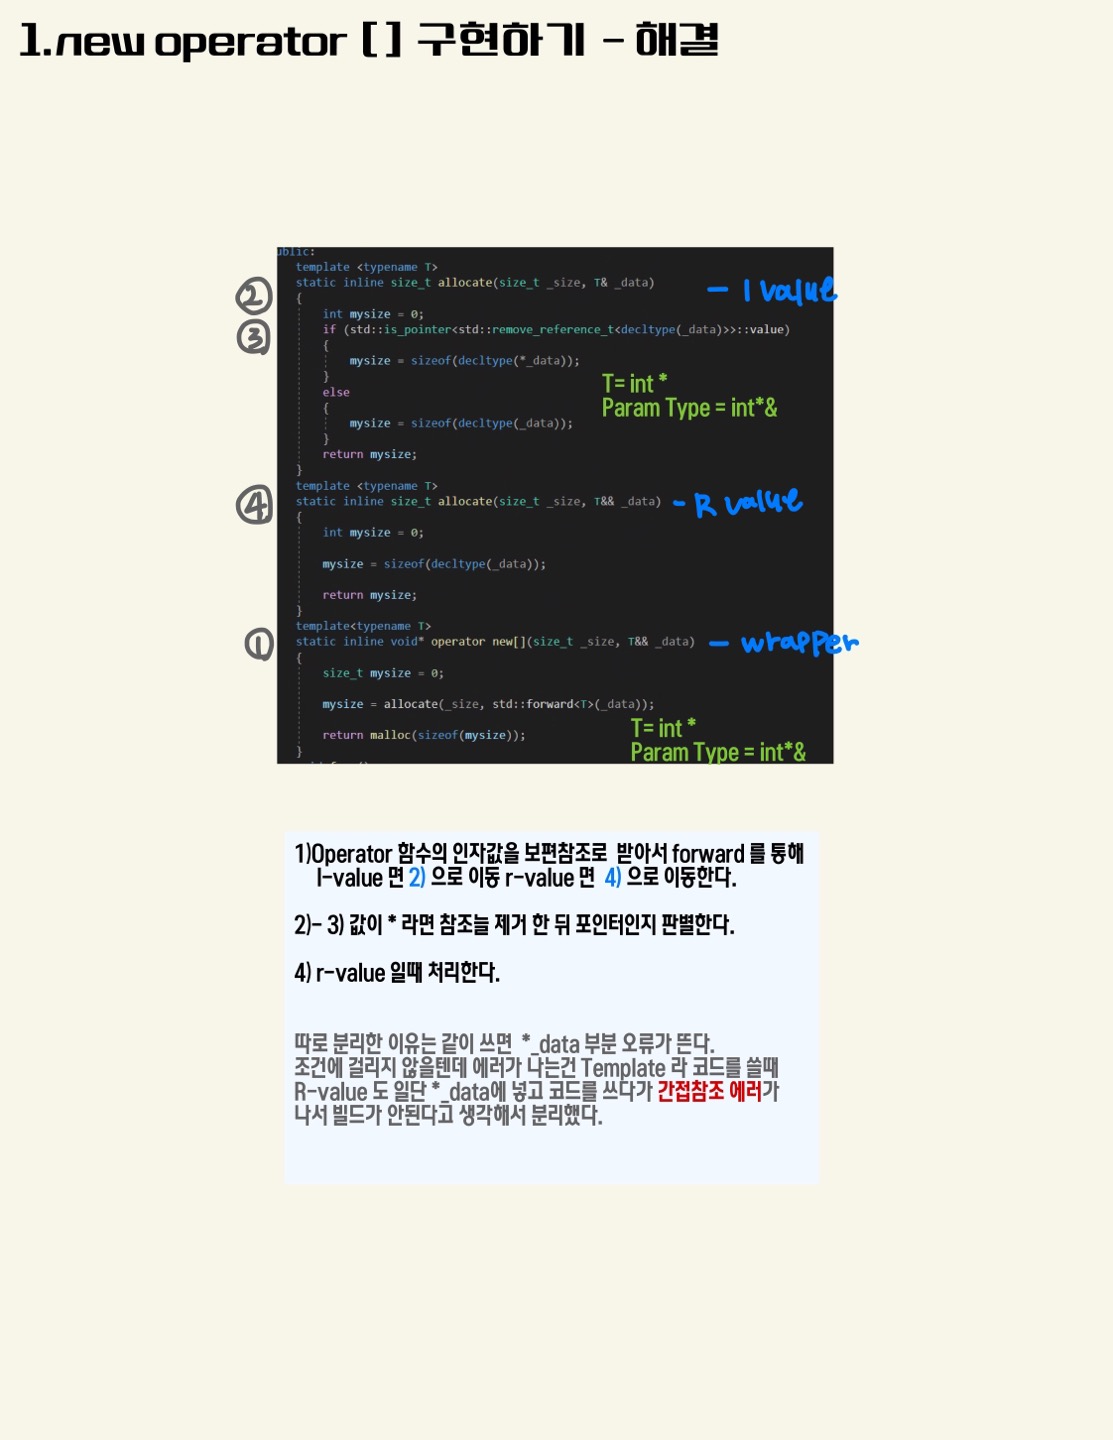 1.new operator [ ] 구현하기 - 해결
ublic:
template <typename T>
static inline size_t allocate(size_t _size, T& _data)
- l value
②
{
int mysize = 0;
③
if (std::is_pointer<std::remove_reference_t<decltype(_data)>>::value)
{
mysize = sizeof(decltype(*_data));
}
T= int *
else
Param Type = int*&
{
mysize = sizeof(decltype(_data));
}
return mysize;
}
template <typename T>
④
static inline size_t allocate(size_t _size, T&& _data)
- R value
{
int mysize = 0;
mysize = sizeof(decltype(_data));
return mysize;
}
template<typename T>
①
static inline void* operator new[](size_t _size, T&& _data)
- wrapper
{
size_t mysize = 0;
mysize = allocate(_size, std::forward<T>(_data));
T= int *
return malloc(sizeof(mysize));
Param Type = int*&
}
1)Operator 함수의 인자값을 보편참조로 받아서 forward 를 통해
l-value 면 2) 으로 이동 r-value 면 4) 으로 이동한다.
2)- 3) 값이 * 라면 참조늘 제거 한 뒤 포인터인지 판별한다.
4) r-value 일때 처리한다.
따로 분리한 이유는 같이 쓰면 *_data 부분 오류가 뜬다.
조건에 걸리지 않을텐데 에러가 나는건 Template 라 코드를 쓸때
R-value 도 일단 *_data에 넣고 코드를 쓰다가 간접참조 에러가
나서 빌드가 안된다고 생각해서 분리했다.